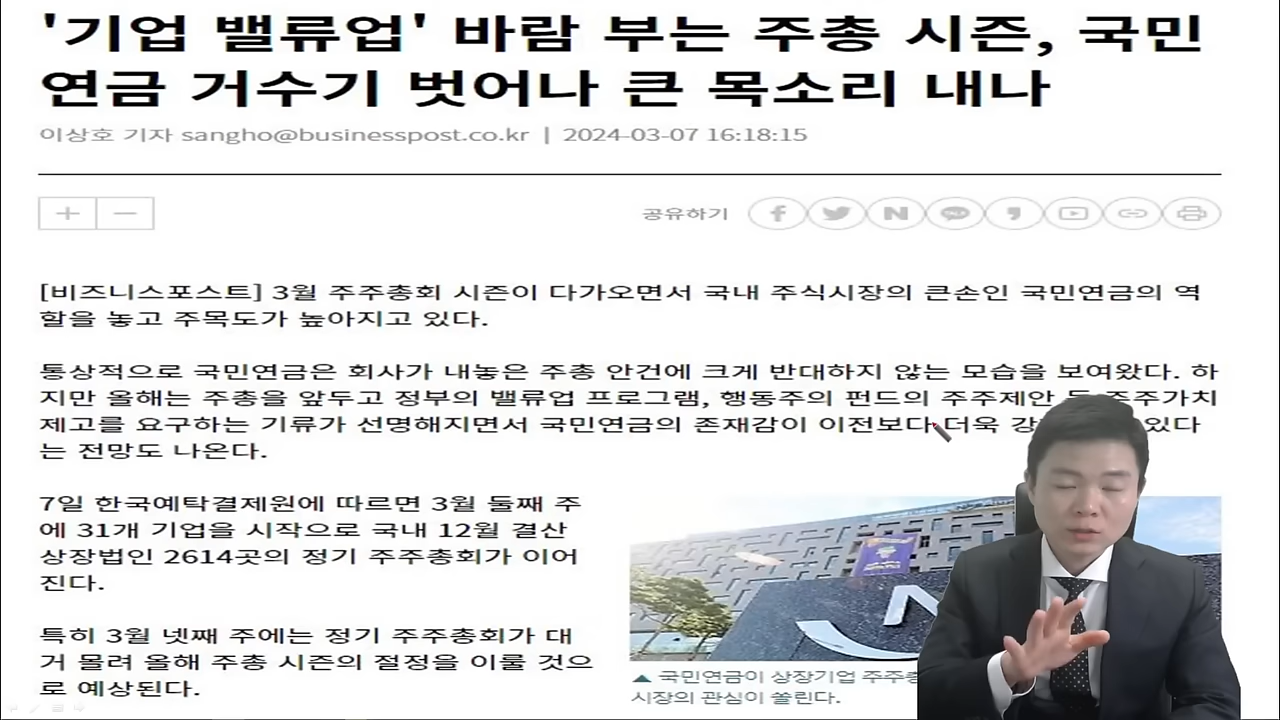 '기업 밸류업' 바람 부는 주총 시즌, 국민
연금 거수기 벗어나 큰 목소리 내나
이상호 기자 sangho@businesspost.co.kr | 2024-03-07 16:18:15
+ −
공유하기
[비즈니스포스트] 3월 주주총회 시즌이 다가오면서 국내 주식시장의 큰손인 국민연금의 역
할을 놓고 주목도가 높아지고 있다.
통상적으로 국민연금은 회사가 내놓은 주총 안건에 크게 반대하지 않는 모습을 보여왔다. 하
지만 올해는 주총을 앞두고 정부의 밸류업 프로그램, 행동주의 펀드의 주주제안 주주가치
제고를 요구하는 기류가 선명해지면서 국민연금의 존재감이 이전보다 더욱 강 있다
는 전망도 나온다.
7일 한국예탁결제원에 따르면 3월 둘째 주
에 31개 기업을 시작으로 국내 12월 결산
상장법인 2614곳의 정기 주주총회가 이어
진다.
특히 3월 넷째 주에는 정기 주주총회가 대
거 몰려 올해 주총 시즌의 절정을 이룰 것으
로 예상된다.
▲ 국민연금이 상장기업 주주
시장의 관심이 쏠린다.